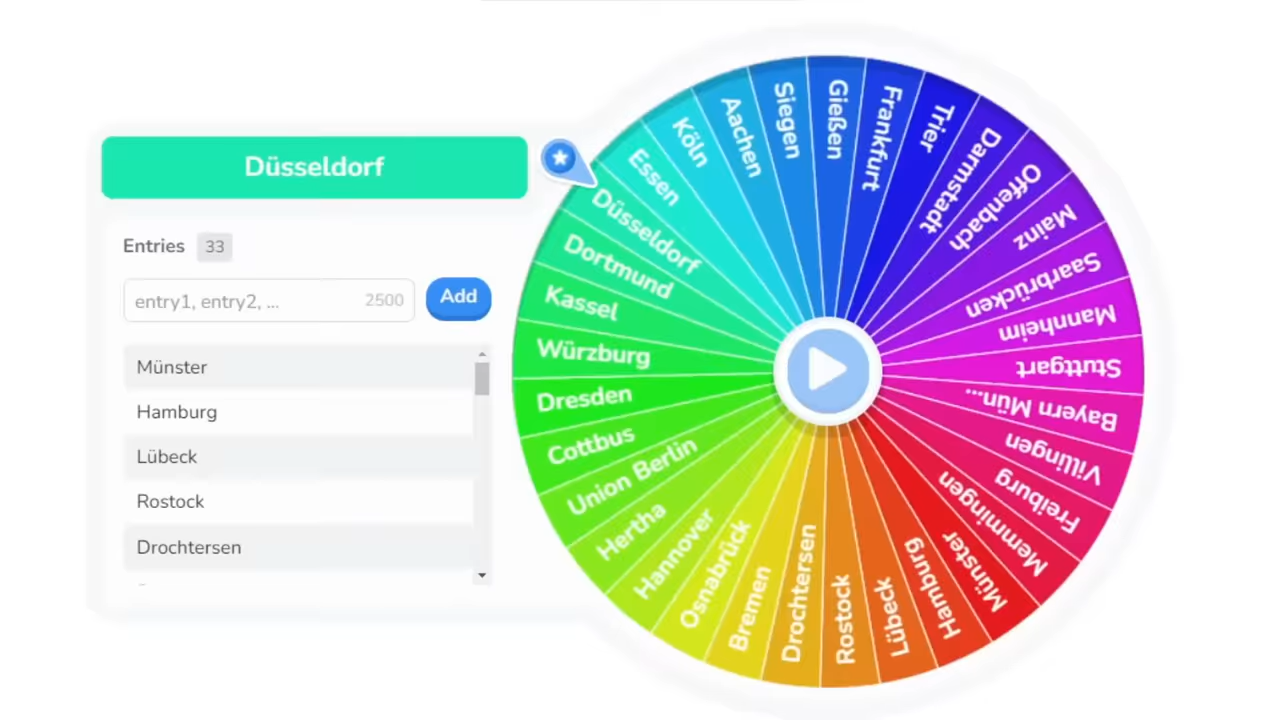 Düsseldorf
Entries 33
entry1, entry2, ... 2500
Add
Münster
Hamburg
Lübeck
Rostock
Drochtersen
Düsseldorf
Essen
Köln
Aachen
Siegen
Gießen
Frankfurt
Trier
Darmstadt
Offenbach
Mainz
Saarbrücken
Mannheim
Stuttgart
Bayern Mün...
Villingen
Freiburg
Memmingen
Münster
Hamburg
Lübeck
Rostock
Drochtersen
Bremen
Osnabrück
Hannover
Hertha
Union Berlin
Cottbus
Dresden
Würzburg
Kassel
Dortmund